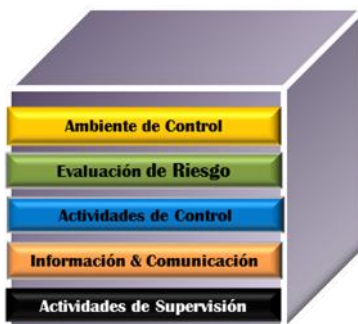 Ambiente de Control
Evaluación de Riesgo
Actividades de Control
Información & Comunicación
Actividades de Supervisión